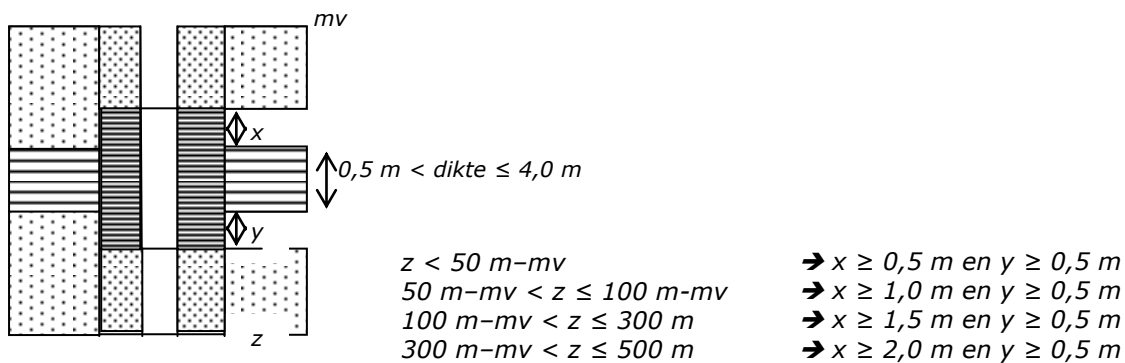 mv
x
0,5 m < dikte ≤ 4,0 m
y
z < 50 m–mv ➔ x ≥ 0,5 m en y ≥ 0,5 m
50 m–mv < z ≤ 100 m-mv ➔ x ≥ 1,0 m en y ≥ 0,5 m
100 m–mv < z ≤ 300 m ➔ x ≥ 1,5 m en y ≥ 0,5 m
z
300 m–mv < z ≤ 500 m ➔ x ≥ 2,0 m en y ≥ 0,5 m